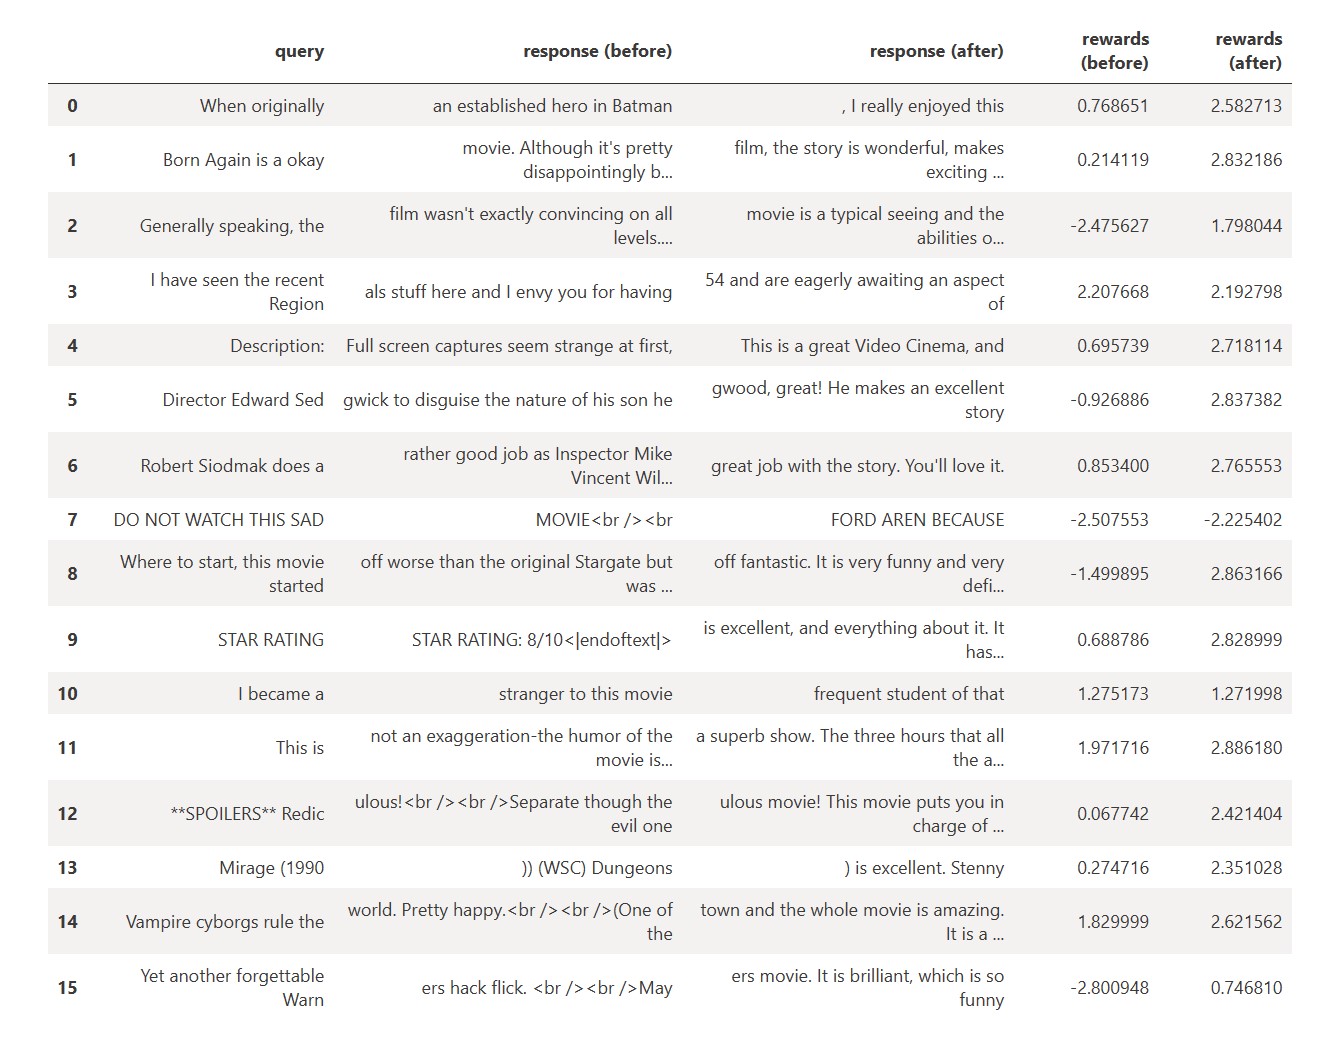 query response (before) response (after) rewards (before) rewards (after)
0 When originally an established hero in Batman , I really enjoyed this 0.768651 2.582713
1 Born Again is a okay movie. Although it's pretty disappointingly b... film, the story is wonderful, makes exciting ... 0.214119 2.832186
2 Generally speaking, the film wasn't exactly convincing on all levels.... movie is a typical seeing and the abilities o... -2.475627 1.798044
3 I have seen the recent Region als stuff here and I envy you for having 54 and are eagerly awaiting an aspect of 2.207668 2.192798
4 Description: Full screen captures seem strange at first, This is a great Video Cinema, and 0.695739 2.718114
5 Director Edward Sed gwick to disguise the nature of his son he gwood, great! He makes an excellent story -0.926886 2.837382
6 Robert Siodmak does a rather good job as Inspector Mike Vincent Wil... great job with the story. You'll love it. 0.853400 2.765553
7 DO NOT WATCH THIS SAD MOVIE<br /><br FORD AREN BECAUSE -2.507553 -2.225402
8 Where to start, this movie started off worse than the original Stargate but was ... off fantastic. It is very funny and very defi... -1.499895 2.863166
9 STAR RATING STAR RATING: 8/10<|endoftext|> is excellent, and everything about it. It has... 0.688786 2.828999
10 I became a stranger to this movie frequent student of that 1.275173 1.271998
11 This is not an exaggeration-the humor of the movie is... a superb show. The three hours that all the a... 1.971716 2.886180
12 **SPOILERS** Redic ulous!<br /><br />Separate though the evil one ulous movie! This movie puts you in charge of ... 0.067742 2.421404
13 Mirage (1990 )) (WSC) Dungeons ) is excellent. Stenny 0.274716 2.351028
14 Vampire cyborgs rule the world. Pretty happy.<br /><br />(One of the town and the whole movie is amazing. It is a ... 1.829999 2.621562
15 Yet another forgettable Warn ers hack flick. <br /><br />May ers movie. It is brilliant, which is so funny -2.800948 0.746810